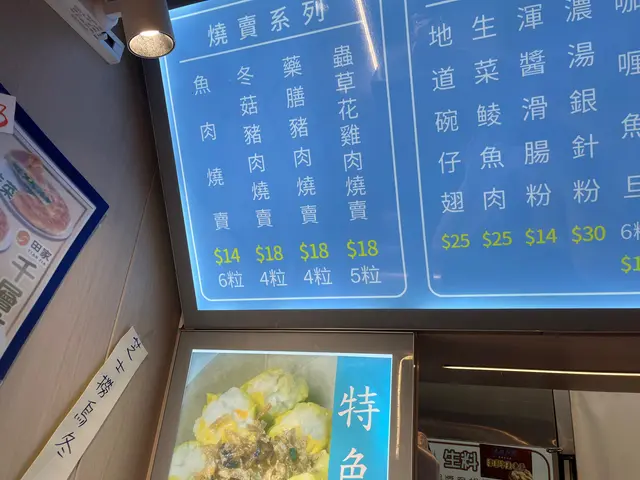 燒賣系列
魚肉燒賣
$14
6粒
冬菇豬肉燒賣
$18
4粒
藥膳豬肉燒賣
$18
4粒
蟲草花雞肉燒賣
$18
5粒
地道碗仔翅
$25
生菜鯪魚肉
$25
渾醬滑腸粉
$14
濃湯銀針粉
$30
咖喱魚旦
芝士撈烏冬
田家
千層
特色
生料